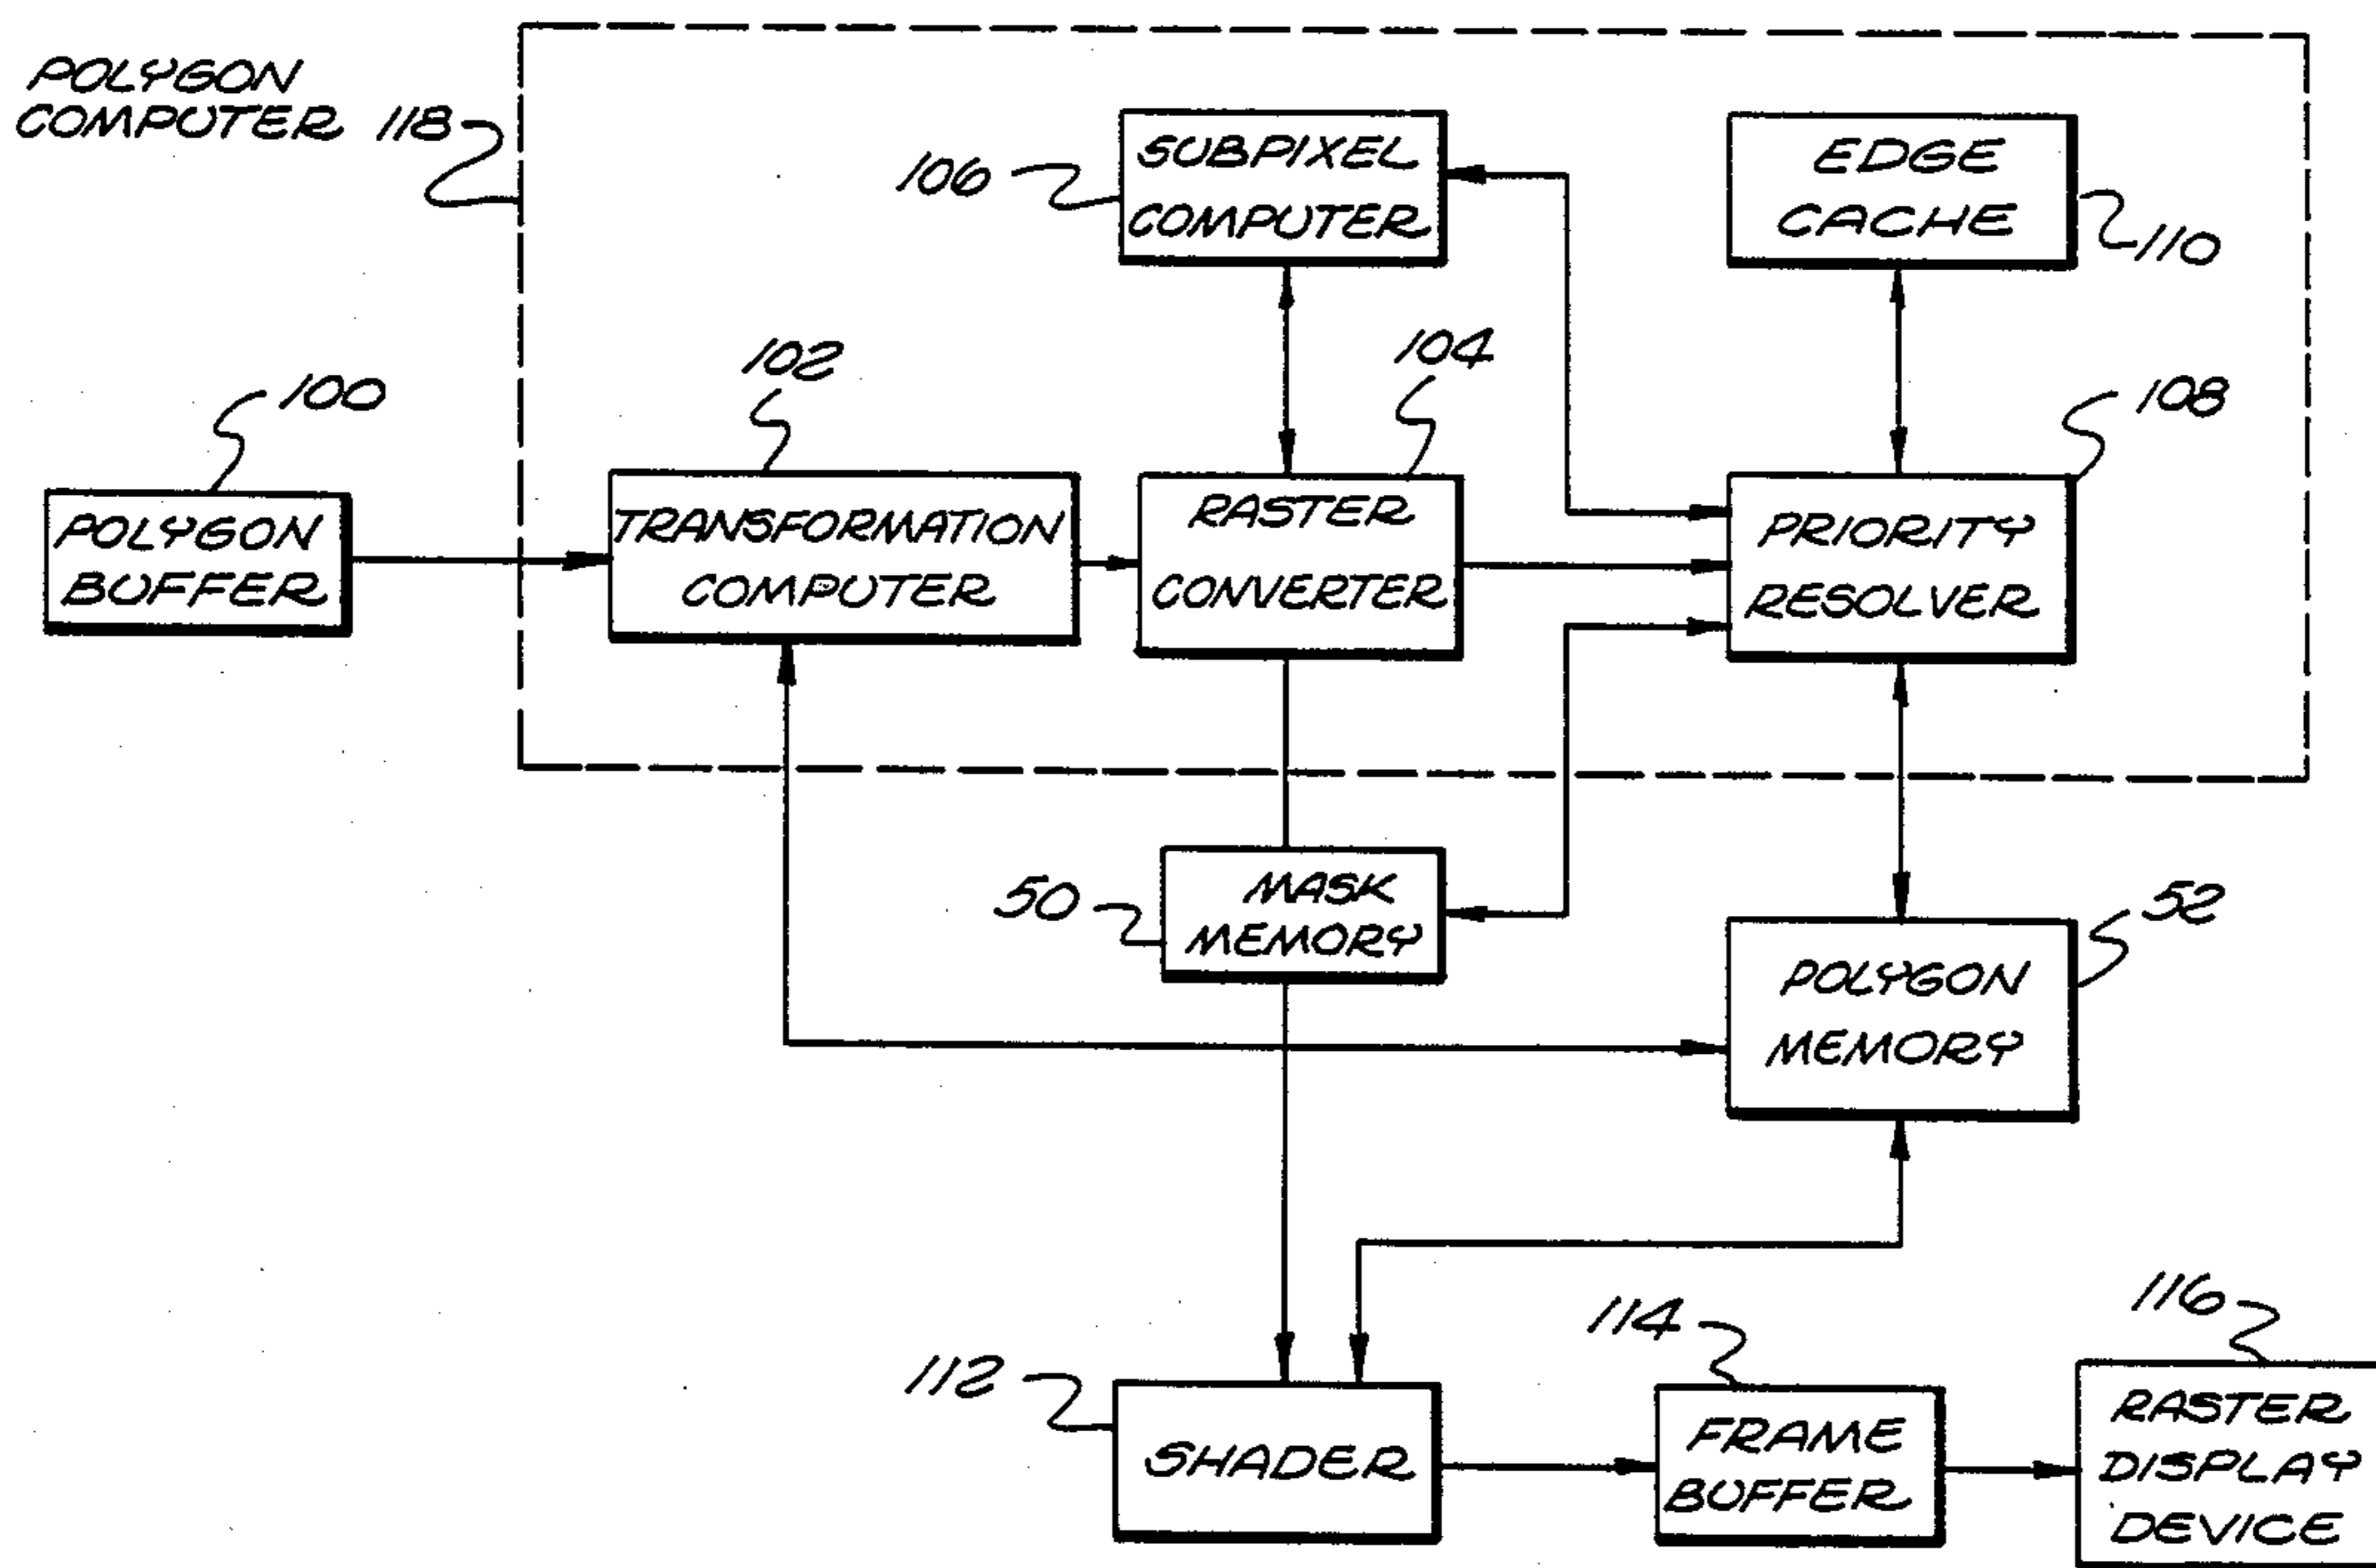 POLYGON
COMPUTER 118
SUBPIXEL
COMPUTER
106
EDGE
CACHE
110
102
104
108
100
POLYGON
BUFFER
TRANSFORMATION
COMPUTER
RASTER
CONVERTER
PRIORITY
RESOLVER
50
MASK
MEMORY
52
POLYGON
MEMORY
112
SHADER
114
FRAME
BUFFER
116
RASTER
DISPLAY
DEVICE